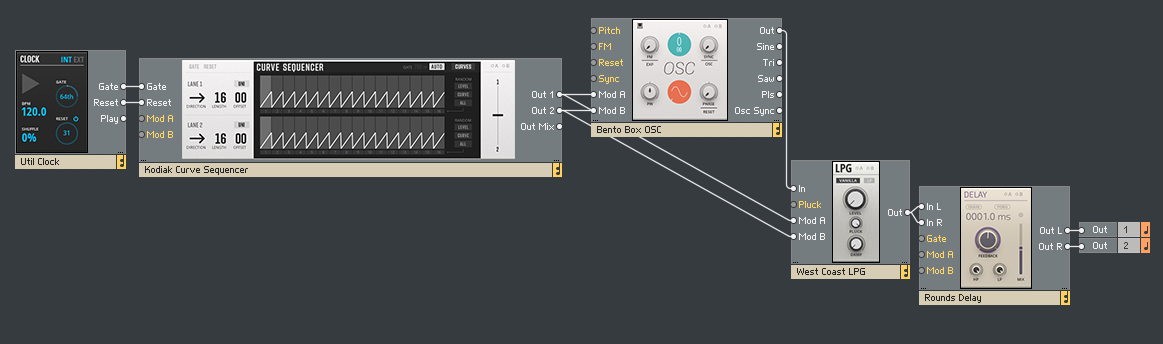 CLOCK INT EXT
GATE
64th
BPM
120.0
RESET
SHUFFLE
0%
31
Gate
Reset
Play
Util Clock
Gate
Reset
Mod A
Mod B
GATE RESET
CURVE SEQUENCER
AUTO
CURVES
A B
LANE 1
UNI
16 00
DIRECTION LENGTH OFFSET
LANE 2
UNI
16 00
DIRECTION LENGTH OFFSET
RANDOM
LEVEL
CURVE
ALL
RANDOM
LEVEL
CURVE
ALL
1
2
Out 1
Out 2
Out Mix
Kodiak Curve Sequencer
Pitch
FM
Reset
Sync
Mod A
Mod B
A B
0
FM
EXP
SYNC
OSC
OSC
PW
PHASE
RESET
Out
Sine
Tri
Saw
Pls
Osc Sync
Bento Box OSC
In
Pluck
Mod A
Mod B
LPG
A B
VANILLA
LP
LEVEL
PLUCK
DAMP
Out
West Coast LPG
In L
In R
Gate
Mod A
Mod B
DELAY
A B
0001.0 ms
FEEDBACK
HP
LP
MIX
Out L
Out R
Rounds Delay
Out 1
Out 2